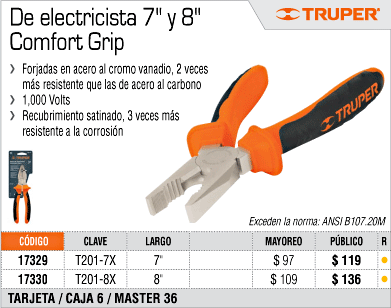 De electricista 7" y 8"
Comfort Grip
TRUPER®
Forjadas en acero al cromo vanadio, 2 veces
más resistente que las de acero al carbono
1,000 Volts
Recubrimiento satinado, 3 veces más
resistente a la corrosión
TRUPER
TRUPER
Exceden la norma: ANSI B107.20M
CÓDIGO CLAVE LARGO MAYOREO PÚBLICO R
17329 T201-7X 7" $ 97 $ 119
17330 T201-8X 8" $ 109 $ 136
TARJETA / CAJA 6 / MASTER 36